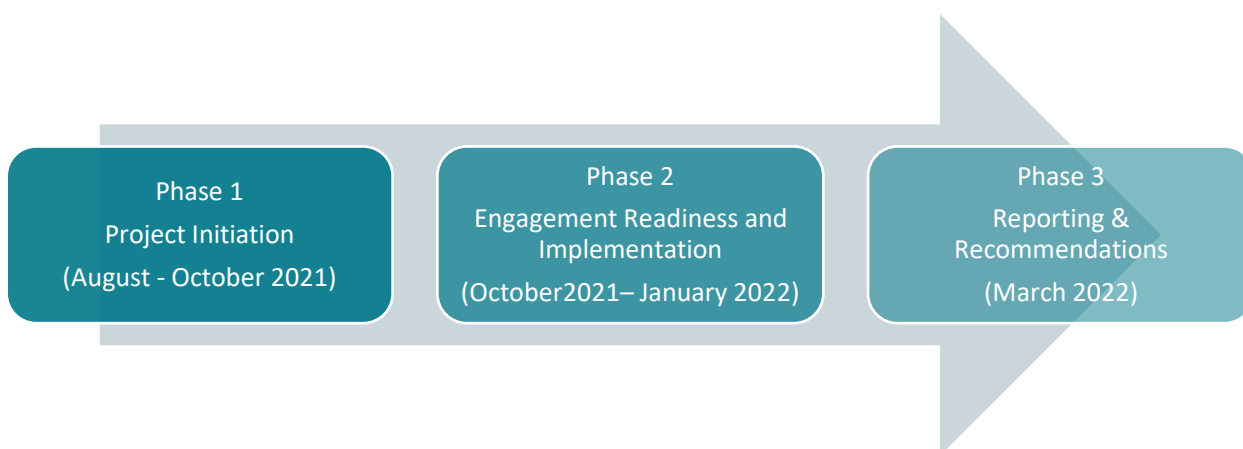 Phase 1
Project Initiation
(August - October 2021)
Phase 2
Engagement Readiness and
Implementation
(October2021– January 2022)
Phase 3
Reporting &
Recommendations
(March 2022)